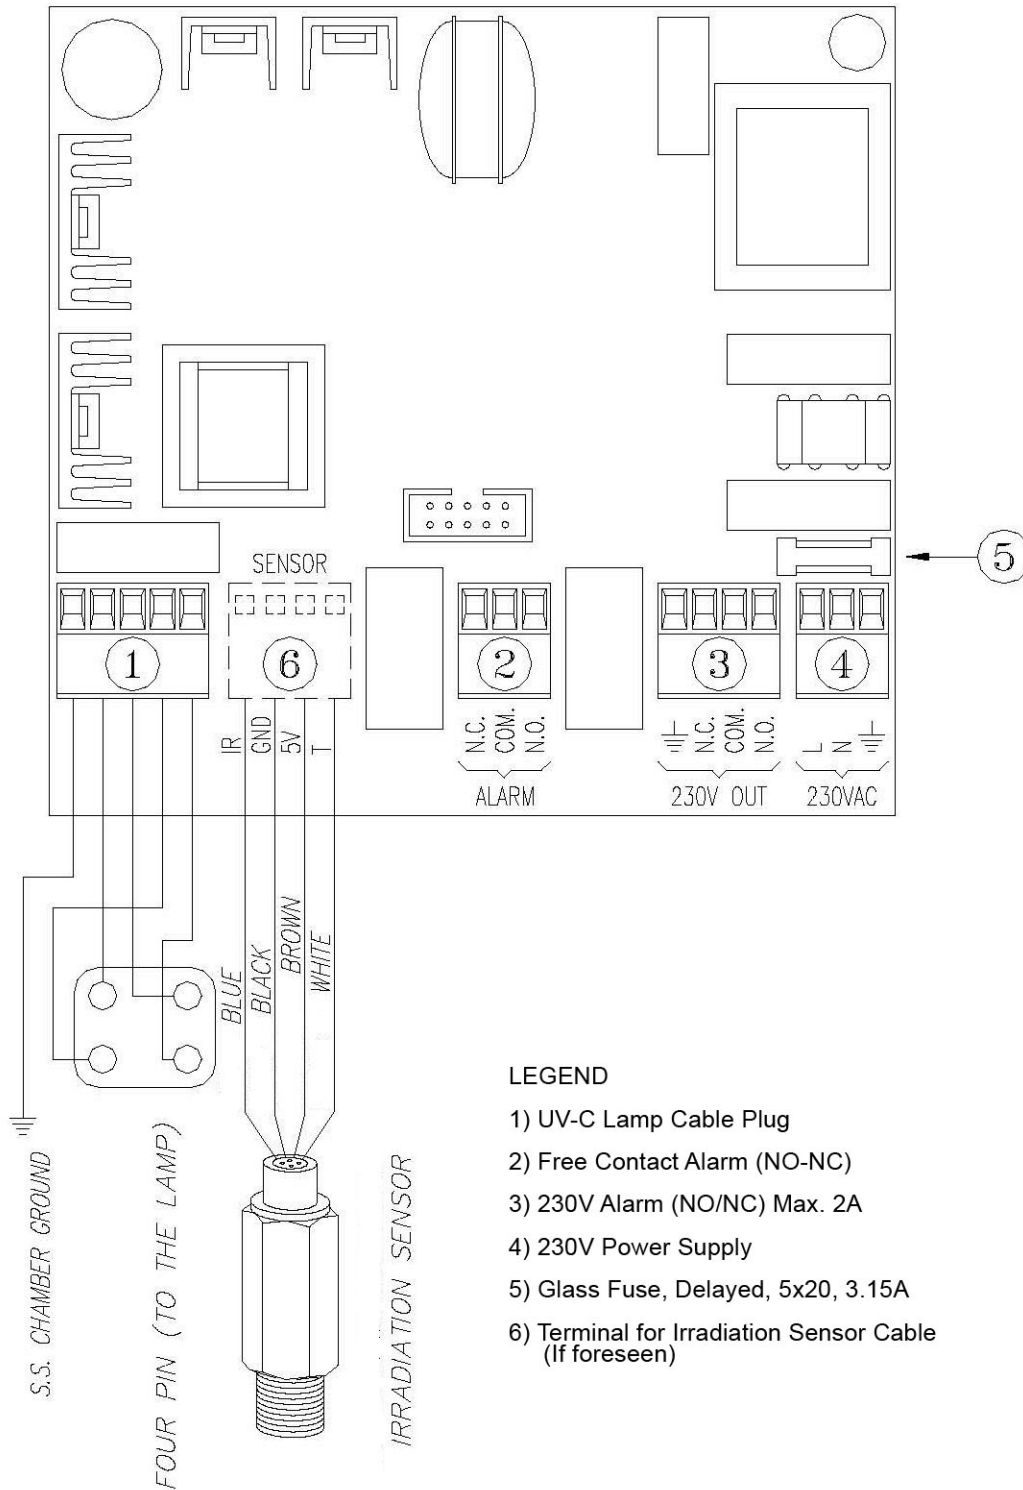 SENSOR
5
1
6
2
3
4
IR
GND
5V
T
N.C.
COM.
N.O.
ALARM
N.C.
COM.
N.O.
230V OUT
L
N
230VAC
BLUE
BLACK
BROWN
WHITE
S.S. CHAMBER GROUND
FOUR PIN (TO THE LAMP)
IRRADIATION SENSOR
LEGEND
1) UV-C Lamp Cable Plug
2) Free Contact Alarm (NO-NC)
3) 230V Alarm (NO/NC) Max. 2A
4) 230V Power Supply
5) Glass Fuse, Delayed, 5x20, 3.15A
6) Terminal for Irradiation Sensor Cable
(If foreseen)